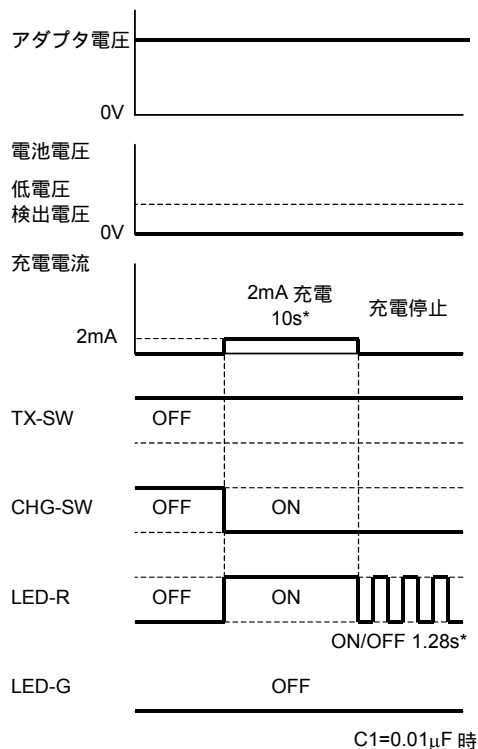 アダプタ電圧
0V
電池電圧
低電圧
検出電圧
0V
充電電流
2mA 充電
10s*
充電停止
2mA
TX-SW
OFF
CHG-SW
OFF
ON
LED-R
OFF
ON
ON/OFF 1.28s*
LED-G
OFF
C1=0.01μF 時